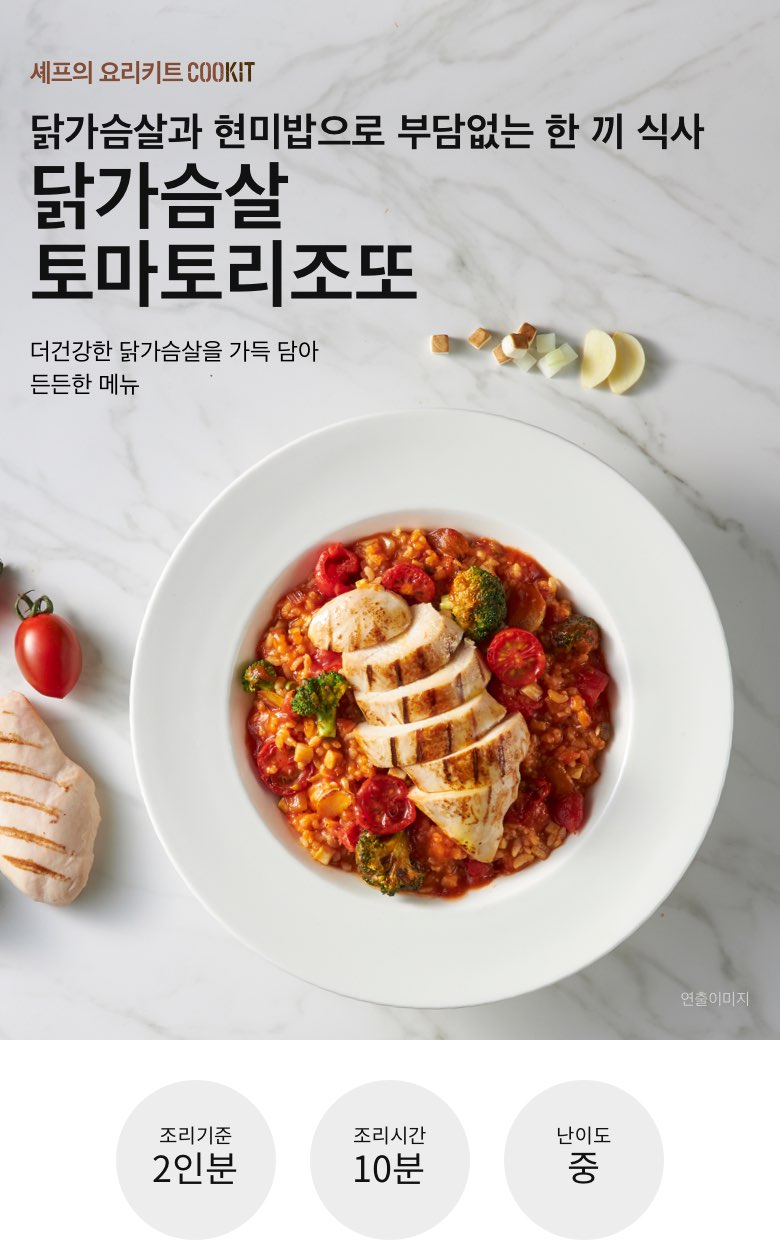 셰프의 요리키트 COOKIT
닭가슴살과 현미밥으로 부담없는 한 끼 식사
닭가슴살
토마토리조또
더건강한 닭가슴살을 가득 담아
든든한 메뉴
연출이미지
조리기준
2인분
조리시간
10분
난이도
중